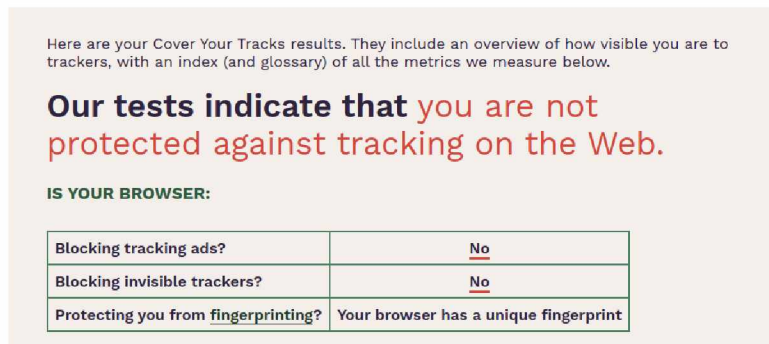 Here are your Cover Your Tracks results. They include an overview of how visible you are to
trackers, with an index (and glossary) of all the metrics we measure below.
Our tests indicate that you are not
protected against tracking on the Web.
IS YOUR BROWSER:
Blocking tracking ads? No
Blocking invisible trackers? No
Protecting you from fingerprinting? Your browser has a unique fingerprint